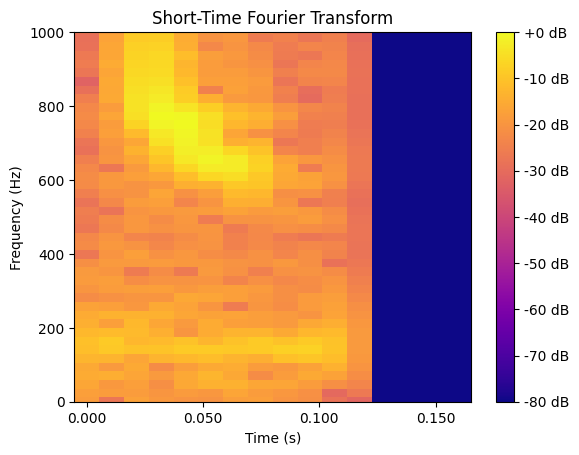 Short-Time Fourier Transform
1000
800
600
400
200
0
Frequency (Hz)
0.000
0.050
0.100
0.150
Time (s)
+0 dB
-10 dB
-20 dB
-30 dB
-40 dB
-50 dB
-60 dB
-70 dB
-80 dB